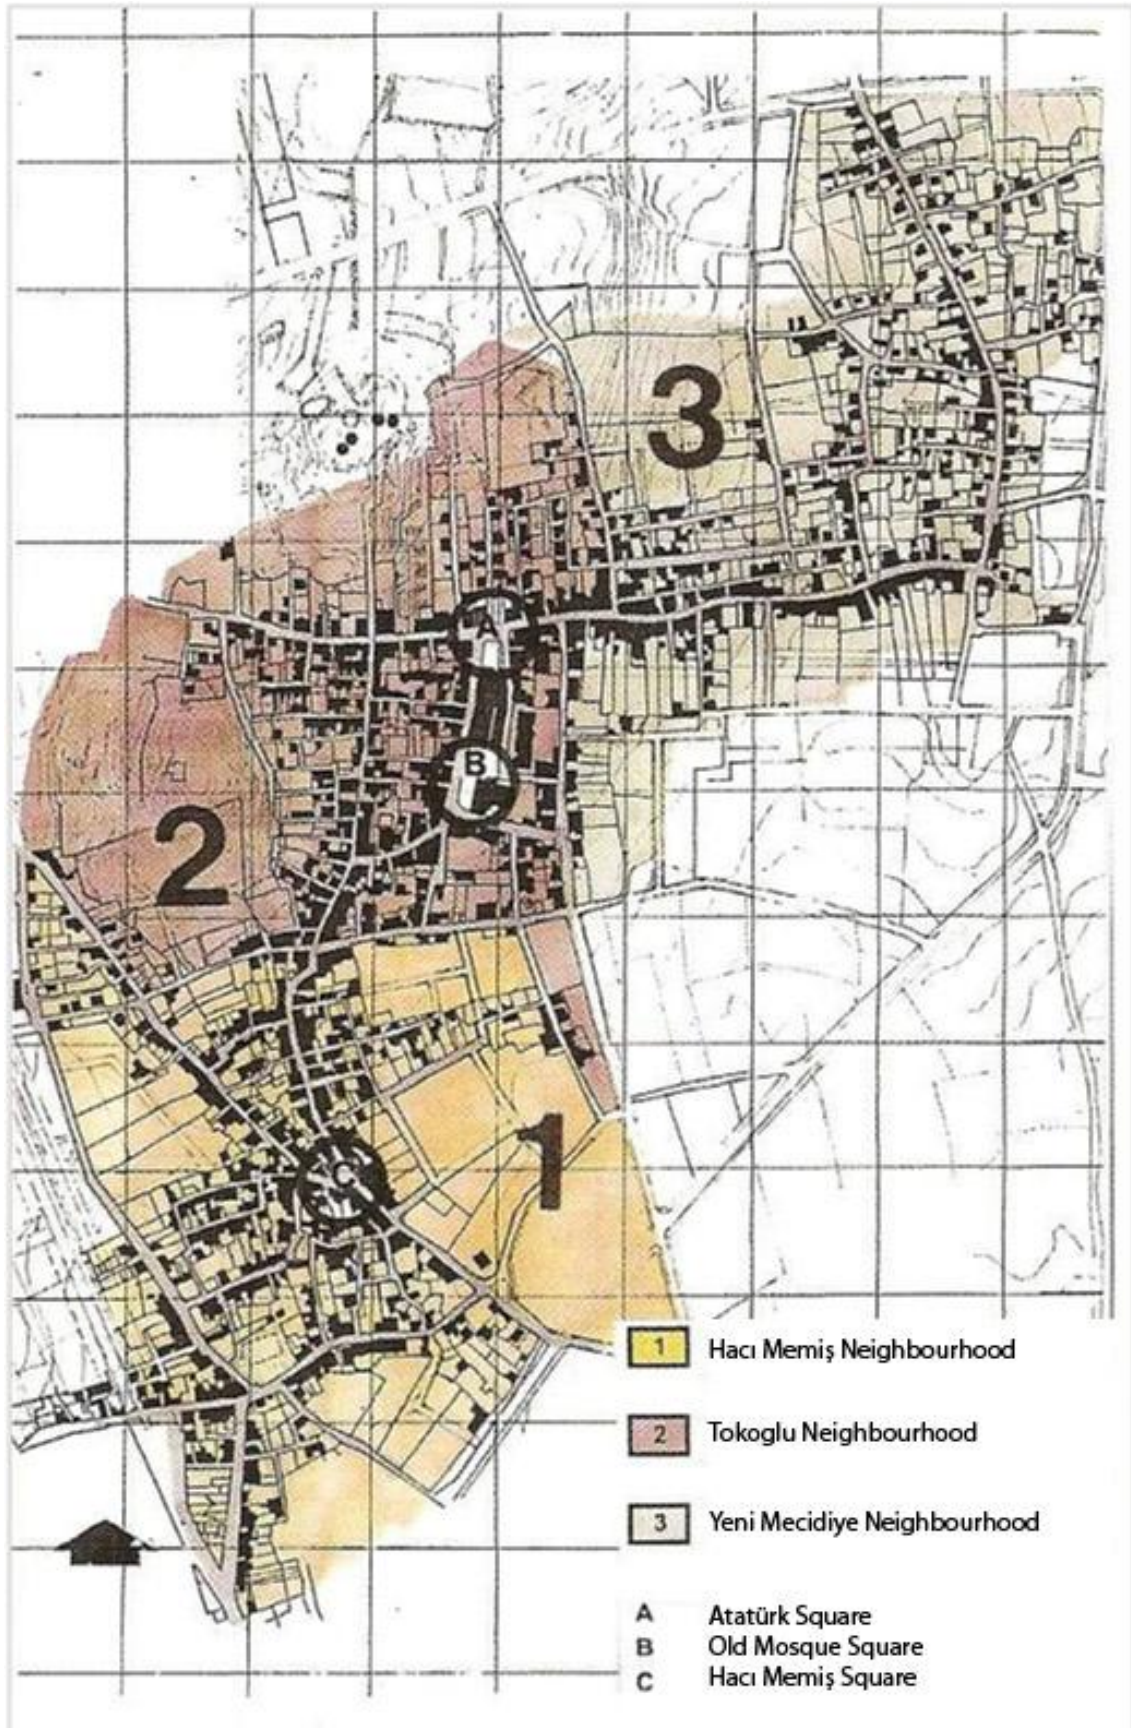 3
A
B
2
1
C
1 Hacı Memiş Neighbourhood
2 Tokoglu Neighbourhood
3 Yeni Mecidiye Neighbourhood
A Atatürk Square
B Old Mosque Square
C Hacı Memiş Square